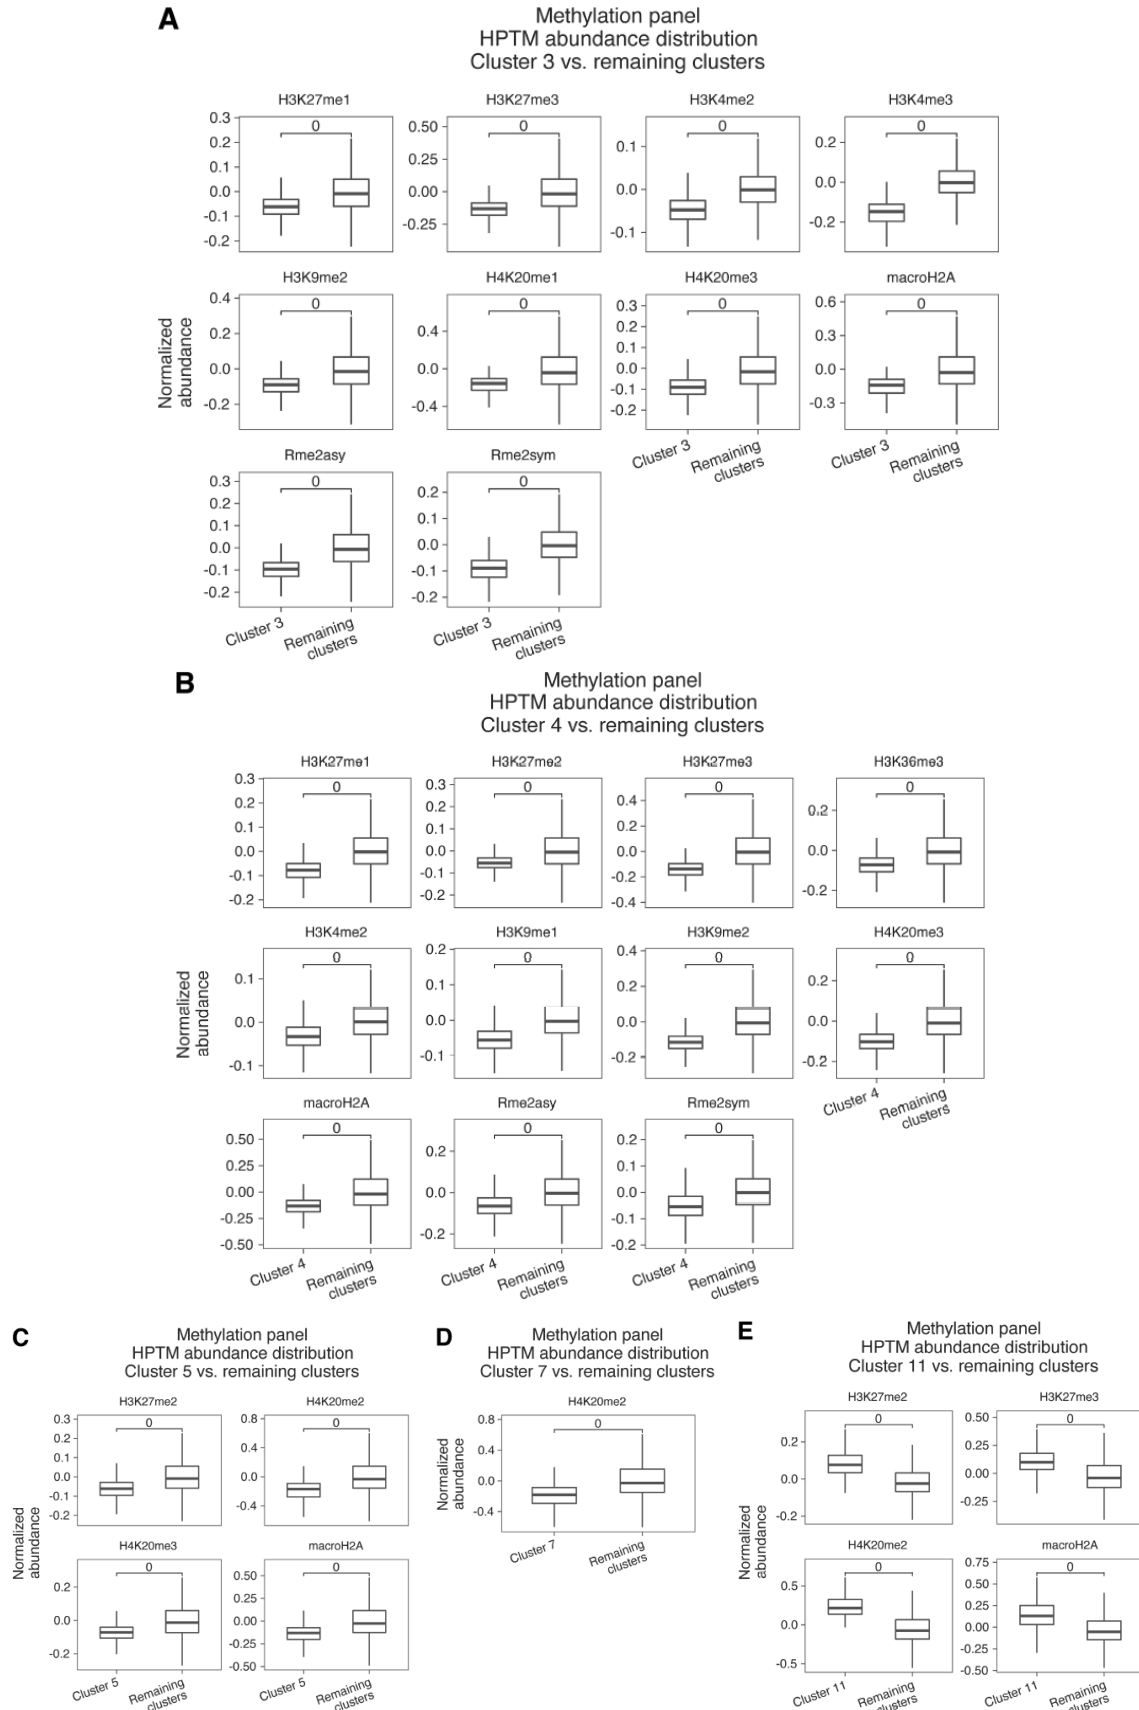 A
Methylation panel
HPTM abundance distribution
Cluster 3 vs. remaining clusters
H3K27me1
H3K27me3
H3K4me2
H3K4me3
0.3
0.2
0.1
0.0
-0.1
-0.2
0
0.50
0.25
0.00
-0.25
0
0.1
0.0
-0.1
0
0.2
0.0
-0.2
0
H3K9me2
H4K20me1
H4K20me3
macroH2A
Normalized
abundance
0.4
0.2
0.0
-0.2
0
0.4
0.0
-0.4
0
0.3
0.2
0.1
0.0
-0.1
-0.2
0
0.6
0.3
0.0
-0.3
0
Cluster 3
Remaining
clusters
Cluster 3
Remaining
clusters
Rme2asy
Rme2sym
0.3
0.2
0.1
0.0
-0.1
-0.2
0
0.2
0.1
0.0
-0.1
-0.2
0
Cluster 3
Remaining
clusters
Cluster 3
Remaining
clusters
B
Methylation panel
HPTM abundance distribution
Cluster 4 vs. remaining clusters
H3K27me1
H3K27me2
H3K27me3
H3K36me3
0.3
0.2
0.1
0.0
-0.1
-0.2
0
0.3
0.2
0.1
0.0
-0.1
-0.2
0
0.4
0.2
0.0
-0.2
-0.4
0
0.2
0.0
-0.2
0
H3K4me2
H3K9me1
H3K9me2
H4K20me3
Normalized
abundance
0.1
0.0
-0.1
0
0.2
0.1
0.0
-0.1
0
0.4
0.2
0.0
-0.2
0
0.2
0.0
-0.2
0
Cluster 4
Remaining
clusters
macroH2A
Rme2asy
Rme2sym
0.50
0.25
0.00
-0.25
-0.50
0
0.2
0.0
-0.2
0
0.2
0.1
0.0
-0.1
-0.2
0
Cluster 4
Remaining
clusters
Cluster 4
Remaining
clusters
Cluster 4
Remaining
clusters
C
Methylation panel
HPTM abundance distribution
Cluster 5 vs. remaining clusters
H3K27me2
H4K20me2
0.3
0.2
0.1
0.0
-0.1
-0.2
0
0.8
0.4
0.0
-0.4
0
Normalized
abundance
H4K20me3
macroH2A
0.2
0.0
-0.2
0
0.50
0.25
0.00
-0.25
-0.50
0
Cluster 5
Remaining
clusters
Cluster 5
Remaining
clusters
D
Methylation panel
HPTM abundance distribution
Cluster 7 vs. remaining clusters
H4K20me2
Normalized
abundance
0.8
0.4
0.0
-0.4
0
Cluster 7
Remaining
clusters
E
Methylation panel
HPTM abundance distribution
Cluster 11 vs. remaining clusters
H3K27me2
H3K27me3
0.2
0.0
-0.2
0
0.50
0.25
0.00
-0.25
0
Normalized
abundance
H4K20me2
macroH2A
0.5
0.0
-0.5
0
0.75
0.50
0.25
0.00
-0.25
-0.50
0
Cluster 11
Remaining
clusters
Cluster 11
Remaining
clusters